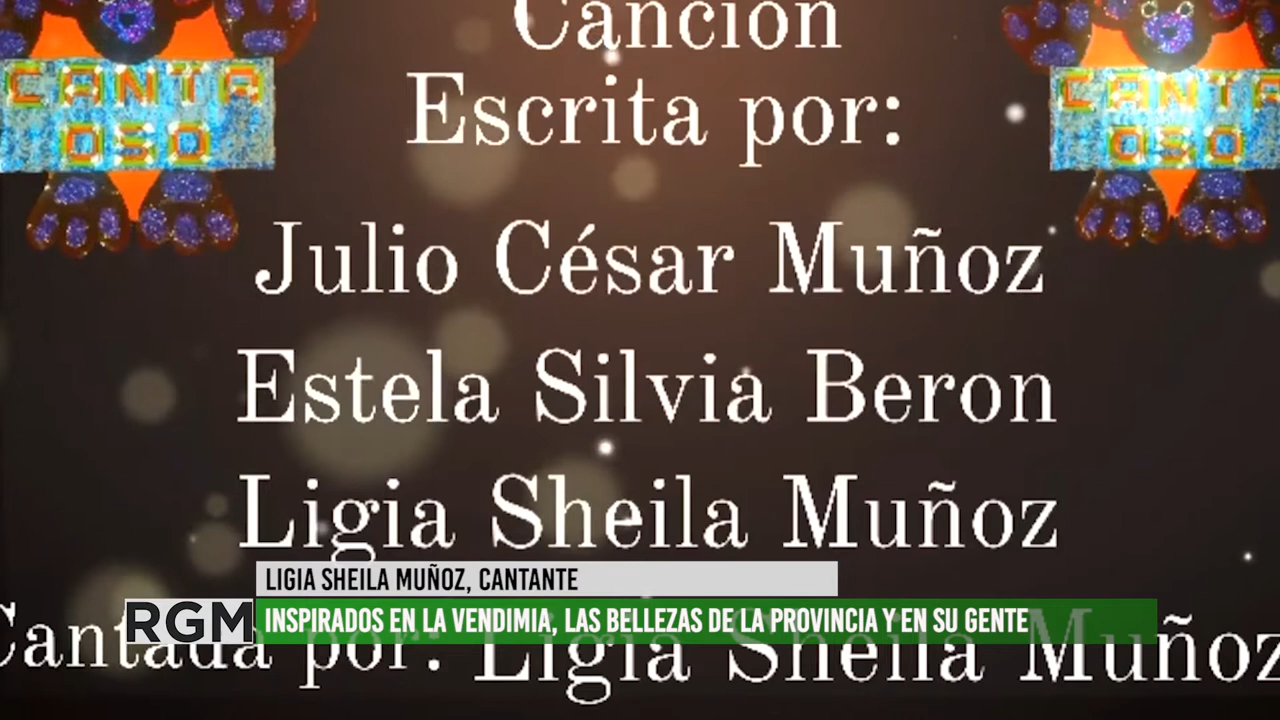 Canción
CANTA
OSO
CANTA
OSO
Escrita por:
Julio César Muñoz
Estela Silvia Beron
Ligia Sheila Muñoz
LIGIA SHEILA MUÑOZ, CANTANTE
RGM
INSPIRADOS EN LA VENDIMIA, LAS BELLEZAS DE LA PROVINCIA Y EN SU GENTE
Cantada por: Ligia Sheila Muñoz